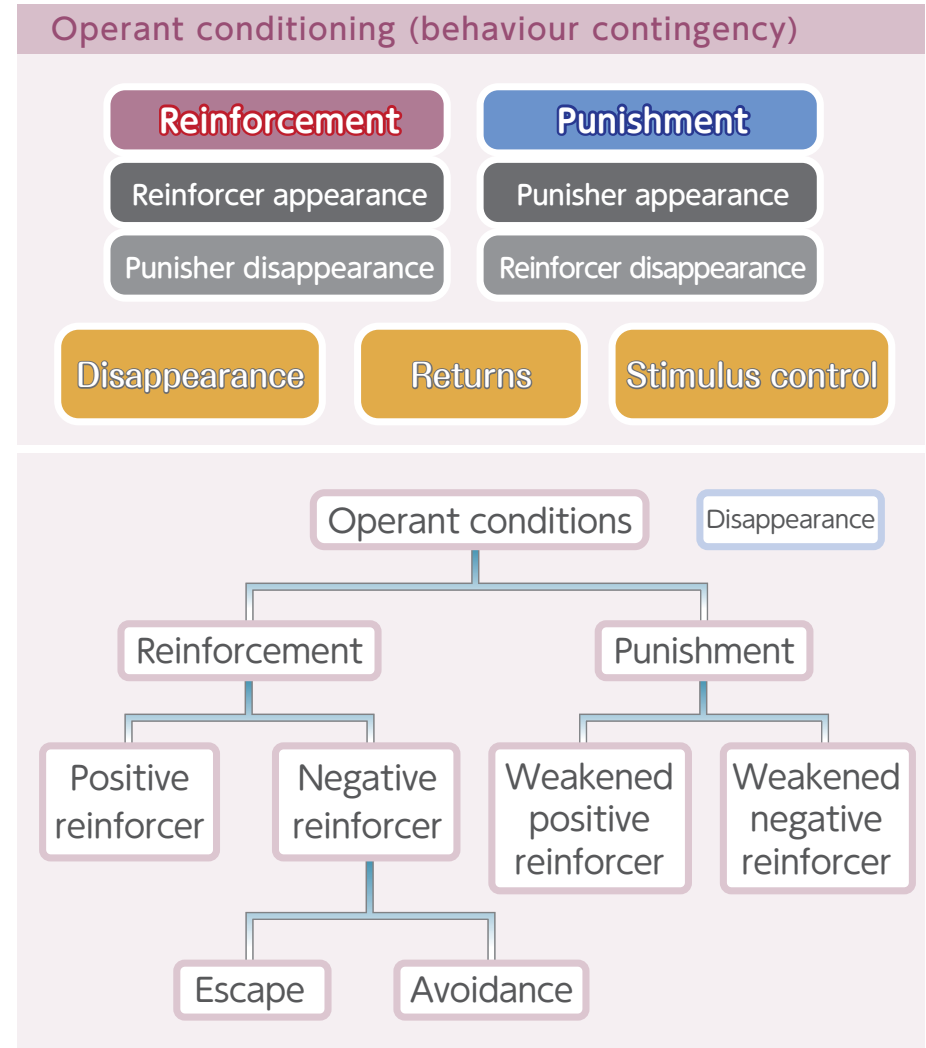 Operant conditioning (behaviour contingency)
Reinforcement
Punishment
Reinforcer appearance
Punisher appearance
Punisher disappearance
Reinforcer disappearance
Disappearance
Returns
Stimulus control
Operant conditions
Disappearance
Reinforcement
Punishment
Positive
reinforcer
Negative
reinforcer
Weakened
positive
reinforcer
Weakened
negative
reinforcer
Escape
Avoidance